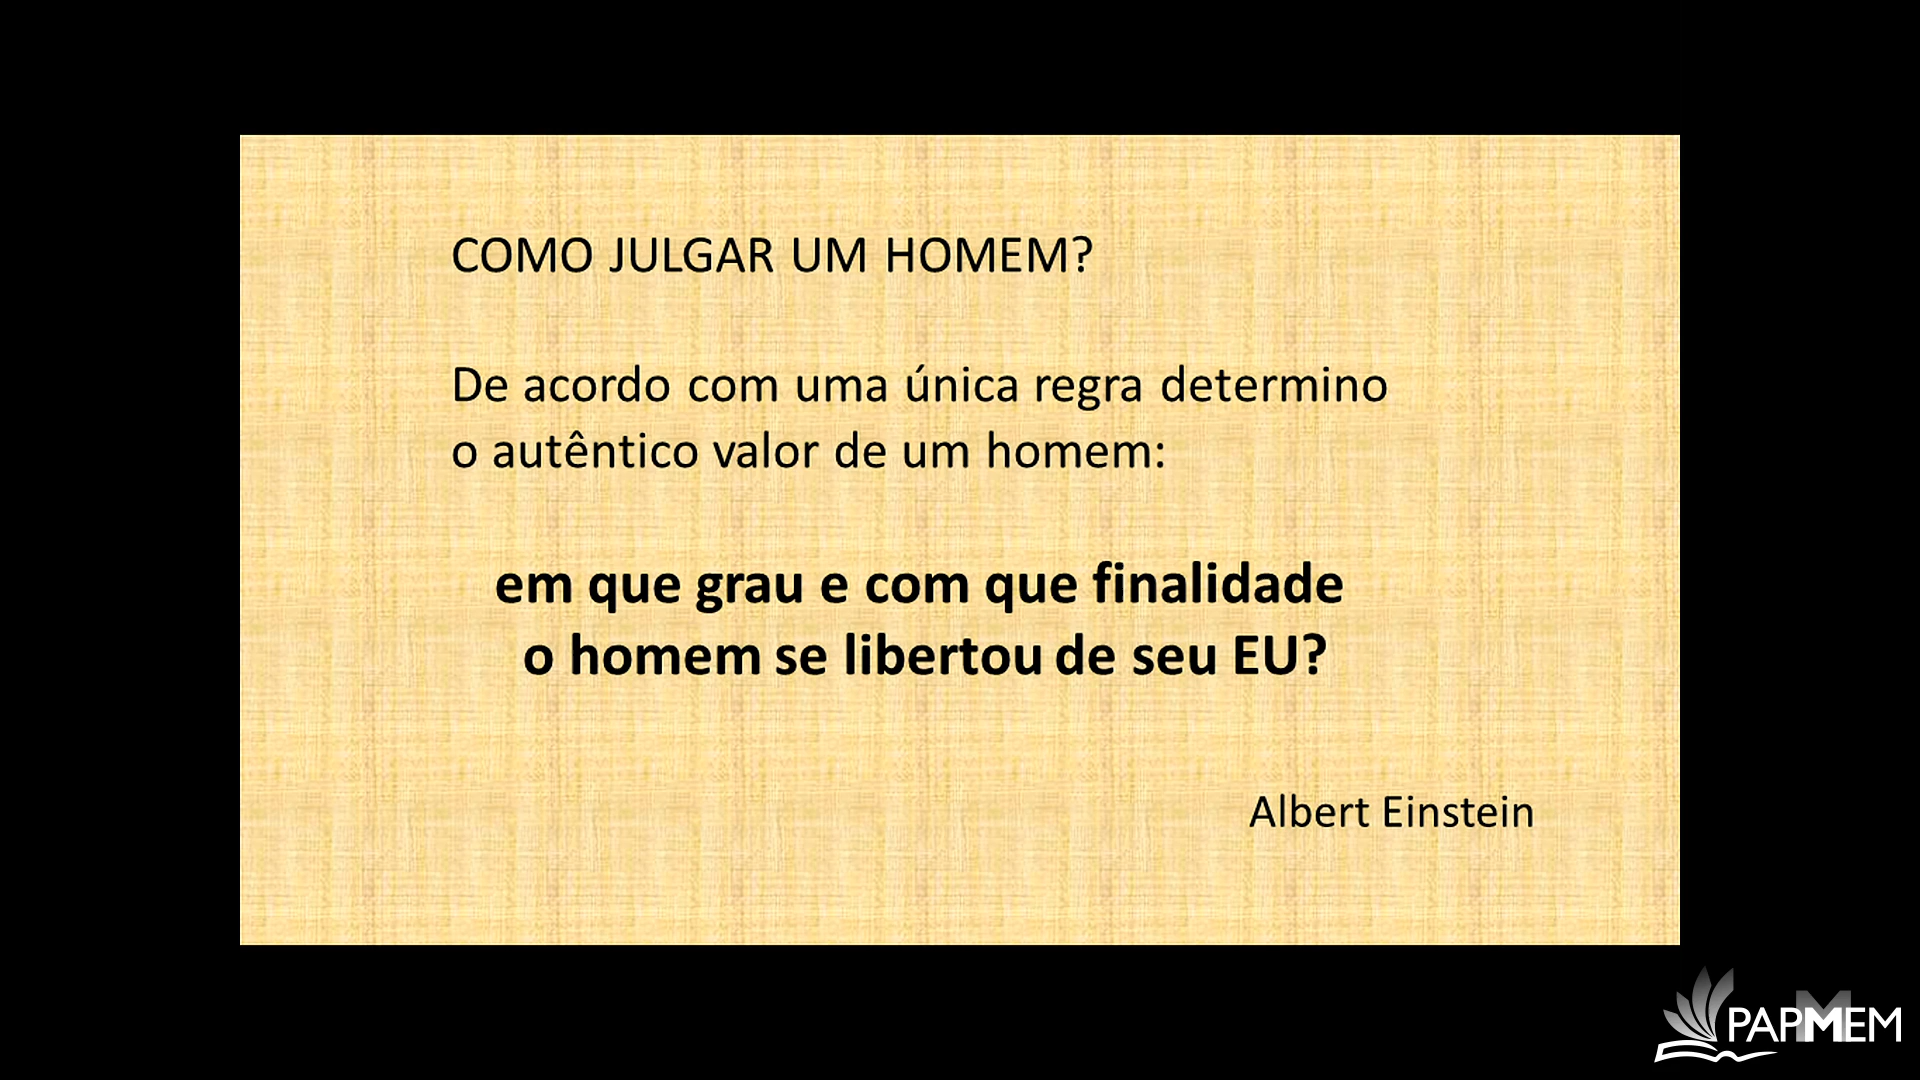 COMO JULGAR UM HOMEM?
De acordo com uma única regra determino
o autêntico valor de um homem:
em que grau e com que finalidade
o homem se libertou de seu EU?
Albert Einstein
PAPMEM